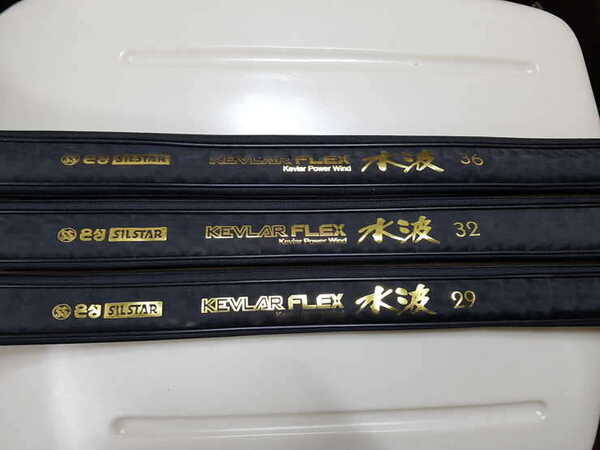 은성 SILSTAR KEVLAR FLEX 水波 36
Kevlar Power Wind
은성 SILSTAR KEVLAR FLEX 水波 32
Kevlar Power Wind
은성 SILSTAR KEVLAR FLEX 水波 29